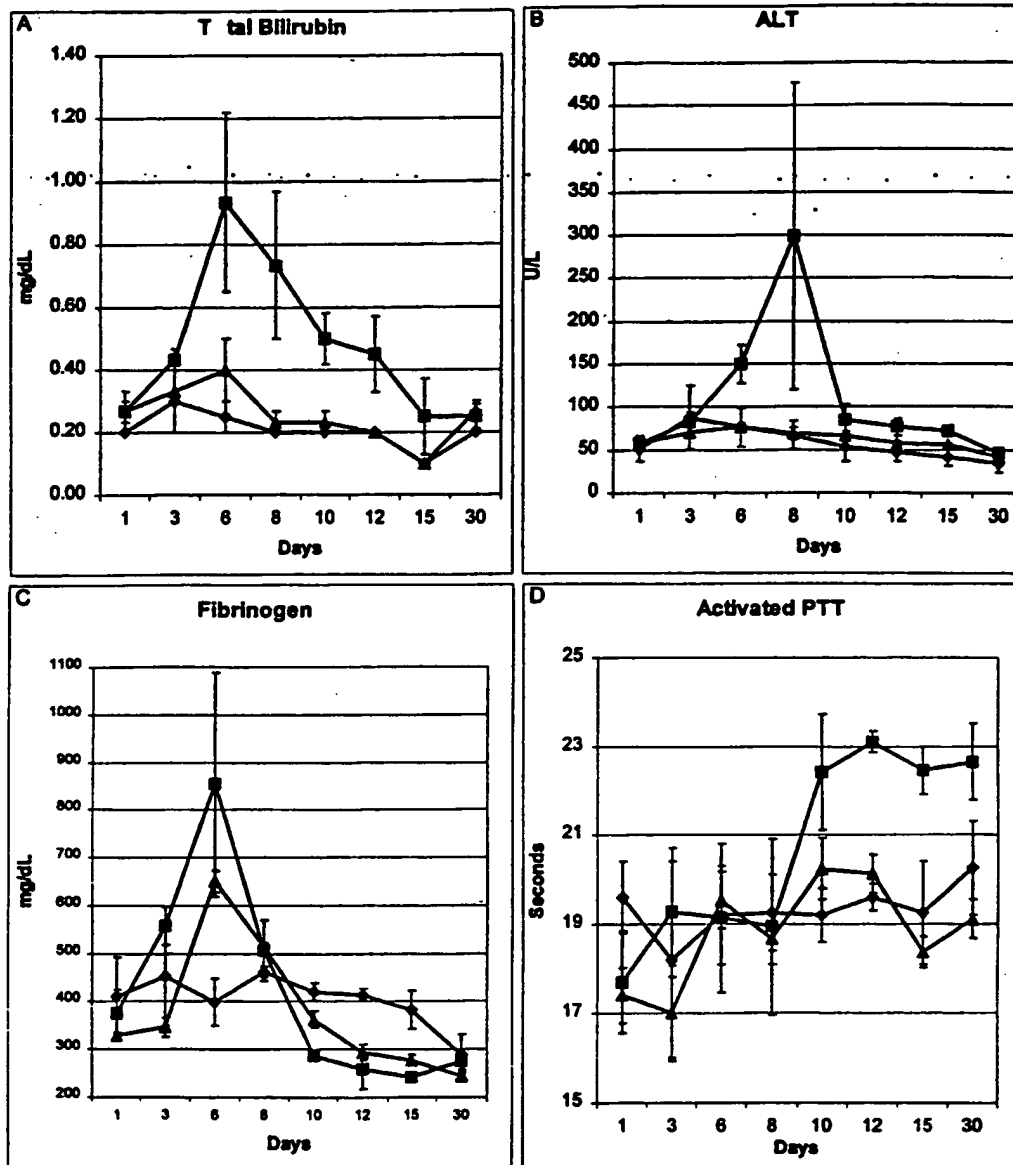 A
T tal Bilirubin
1.40
1.20
1.00
0.80
0.60
0.40
0.20
0.00
mg/dL
1 3 6 8 10 12 15 30
Days
B
ALT
500
450
400
350
300
250
200
150
100
50
0
U/L
1 3 6 8 10 12 15 30
Days
C
Fibrinogen
1100
1000
900
800
700
600
500
400
300
200
mg/dL
1 3 6 8 10 12 15 30
Days
D
Activated PTT
25
23
21
19
17
15
Seconds
1 3 6 8 10 12 15 30
Days